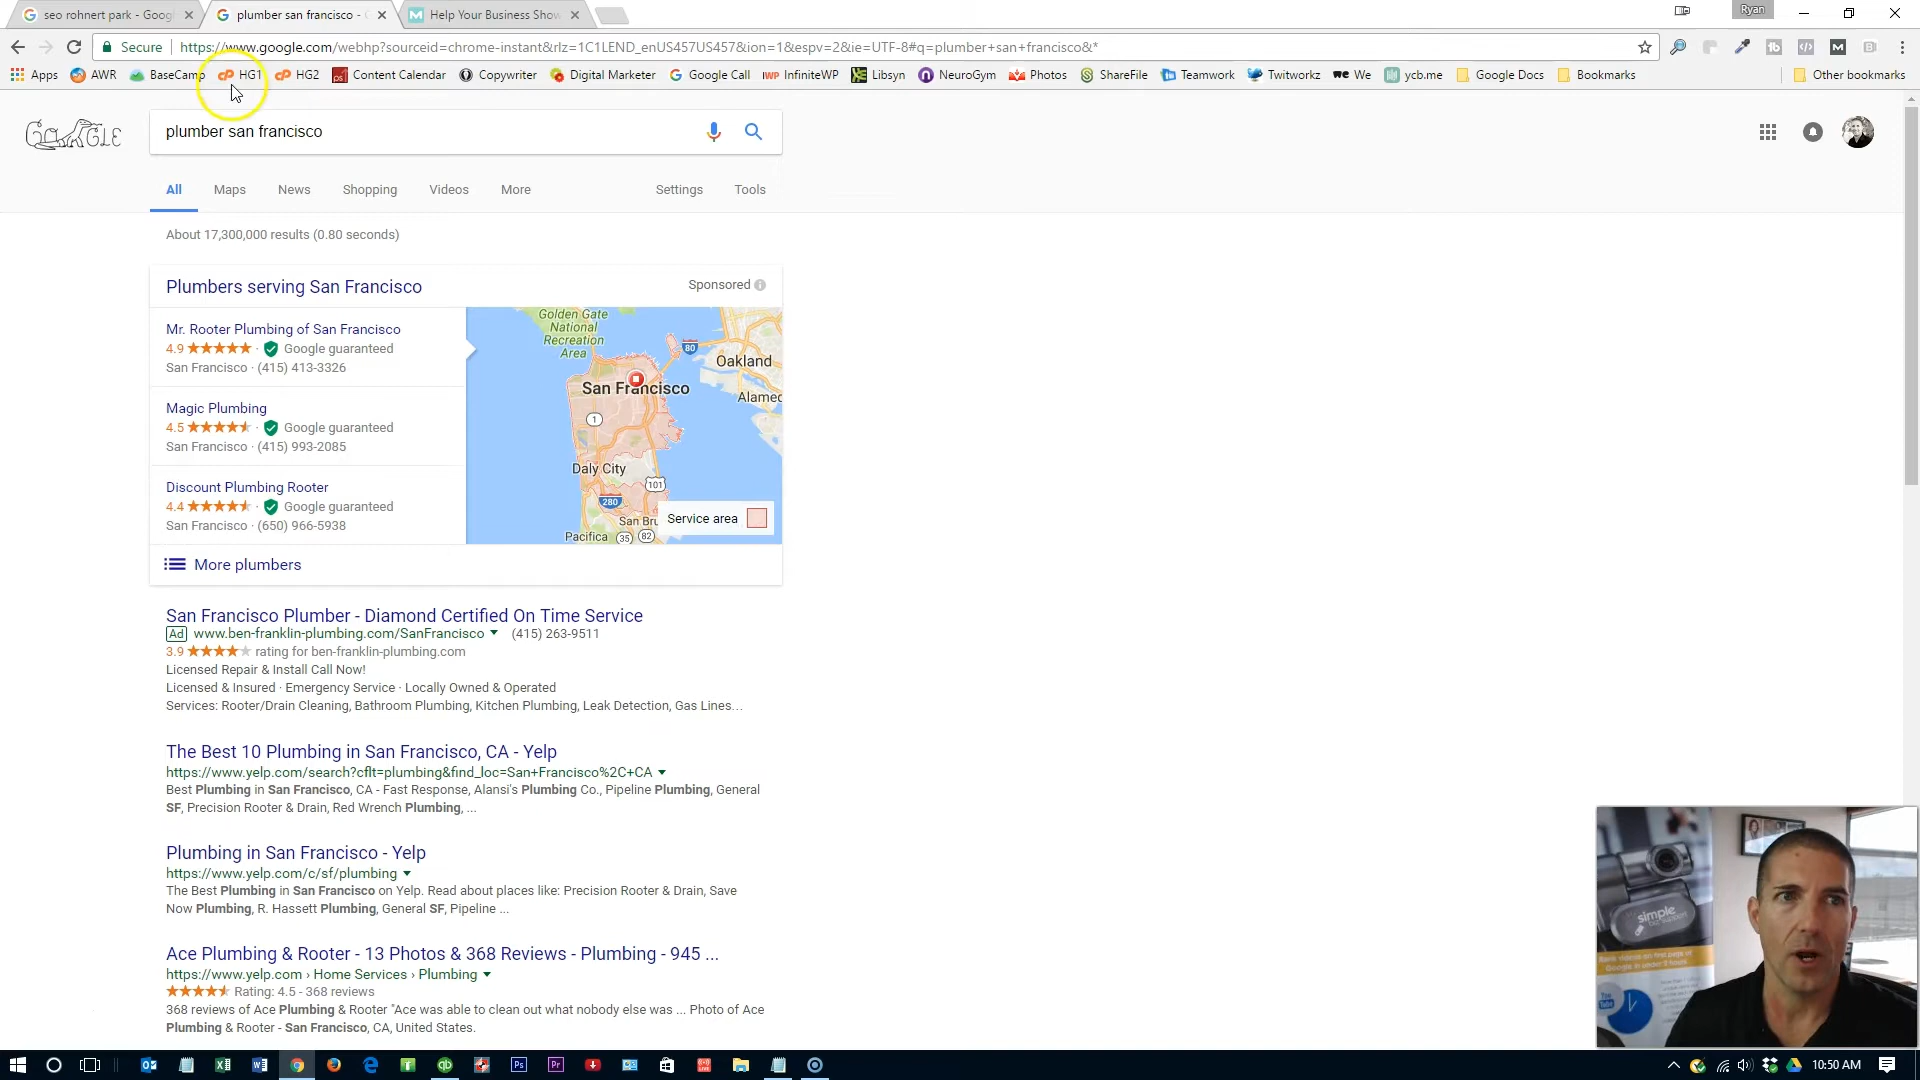 seo rohnert park - Googl
plumber san francisco - G
Help Your Business Show
Ryan
Secure
https://www.google.com/webhp?sourceid=chrome-instant&rlz=1C1LEND_enUS457US457&ion=1&espv=2&ie=UTF-8#q=plumber+san+francisco&*
Apps AWR BaseCamp HG1 HG2 Content Calendar Copywriter Digital Marketer Google Call InfiniteWP Libsyn NeuroGym Photos ShareFile Teamwork Twitworkz We ycb.me Google Docs Bookmarks Other bookmarks
plumber san francisco
All Maps News Shopping Videos More Settings Tools
About 17,300,000 results (0.80 seconds)
Plumbers serving San Francisco
Sponsored
Mr. Rooter Plumbing of San Francisco
4.9 ★★★★★ · Google guaranteed
San Francisco · (415) 413-3326
Magic Plumbing
4.5 · Google guaranteed
San Francisco · (415) 993-2085
Discount Plumbing Rooter
4.4 · Google guaranteed
San Francisco · (650) 966-5938
Golden Gate
National
Recreation
Area
80
Oakland
San Francisco
Alamed
1
Daly City
101
280
San Bru
Service area
Pacifica
35
82
More plumbers
San Francisco Plumber - Diamond Certified On Time Service
Ad www.ben-franklin-plumbing.com/SanFrancisco (415) 263-9511
3.9 rating for ben-franklin-plumbing.com
Licensed Repair & Install Call Now!
Licensed & Insured · Emergency Service · Locally Owned & Operated
Services: Rooter/Drain Cleaning, Bathroom Plumbing, Kitchen Plumbing, Leak Detection, Gas Lines…
The Best 10 Plumbing in San Francisco, CA - Yelp
https://www.yelp.com/search?cflt=plumbing&find_loc=San+Francisco%2C+CA
Best Plumbing in San Francisco, CA - Fast Response, Alansi's Plumbing Co., Pipeline Plumbing, General
SF, Precision Rooter & Drain, Red Wrench Plumbing, ...
Plumbing in San Francisco - Yelp
https://www.yelp.com/c/sf/plumbing
The Best Plumbing in San Francisco on Yelp. Read about places like: Precision Rooter & Drain, Save
Now Plumbing, R. Hassett Plumbing, General SF, Pipeline ...
Ace Plumbing & Rooter - 13 Photos & 368 Reviews - Plumbing - 945 ...
https://www.yelp.com › Home Services › Plumbing
Rating: 4.5 - 368 reviews
368 reviews of Ace Plumbing & Rooter "Ace was able to clean out what nobody else was ... Photo of Ace
Plumbing & Rooter - San Francisco, CA, United States.
simple
Rank videos on first page of
Google in under 2 hours
You
Tube
10:50 AM